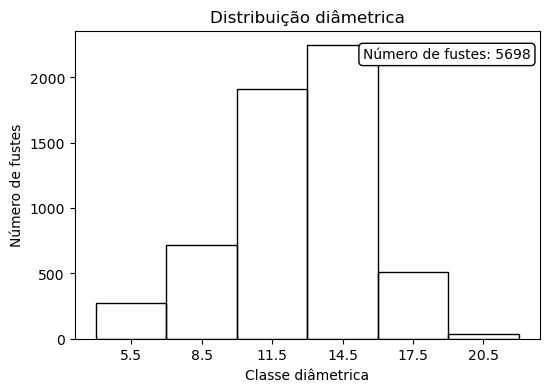 Distribuição diâmetrica
Número de fustes: 5698
Número de fustes
2000
1500
1000
500
0
5.5 8.5 11.5 14.5 17.5 20.5
Classe diâmetrica